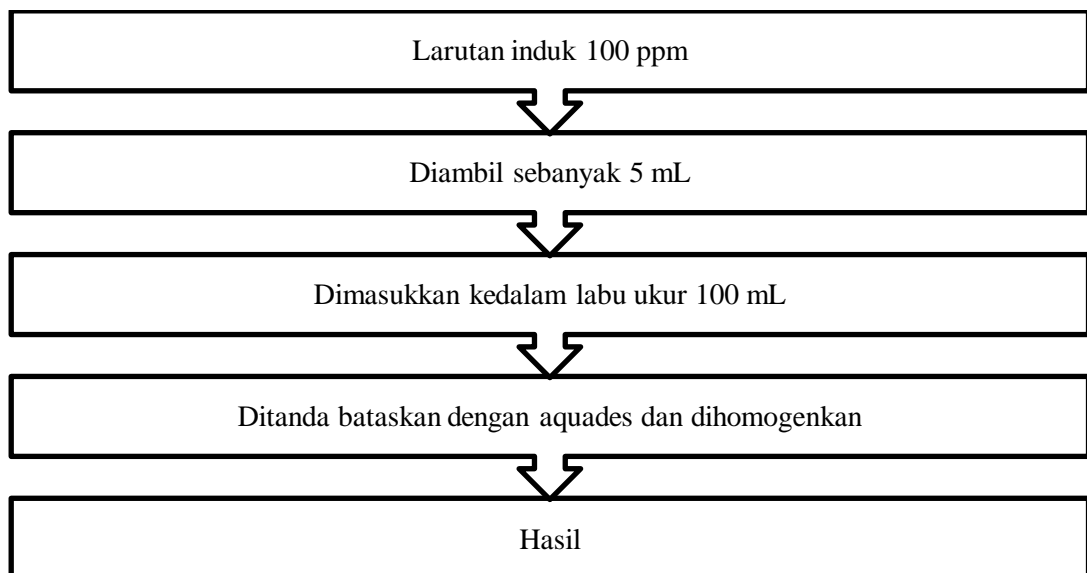 Larutan induk 100 ppm
Diambil sebanyak 5 mL
Dimasukkan kedalam labu ukur 100 mL
Ditanda bataskan dengan aquades dan dihomogenkan
Hasil